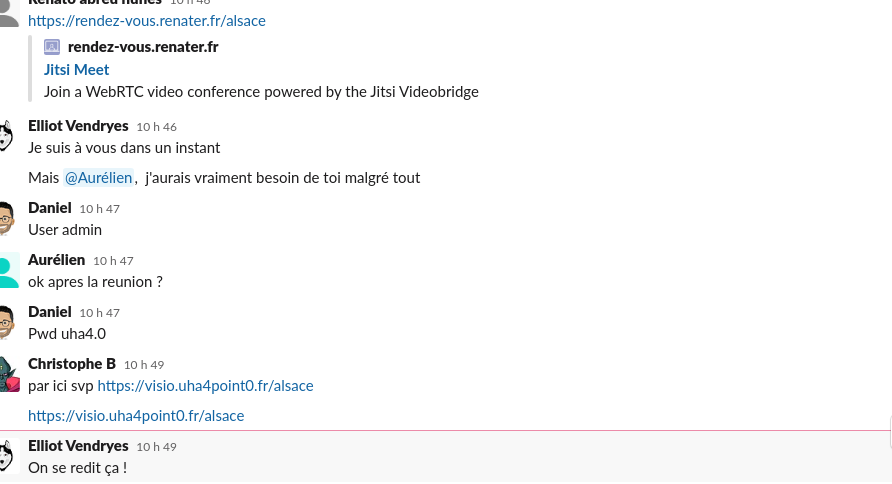 Renato abreu nunes 10 h 46
https://rendez-vous.renater.fr/alsace
rendez-vous.renater.fr
Jitsi Meet
Join a WebRTC video conference powered by the Jitsi Videobridge
Elliot Vendryes 10 h 46
Je suis à vous dans un instant
Mais @Aurélien, j'aurais vraiment besoin de toi malgré tout
Daniel 10 h 47
User admin
Aurélien 10 h 47
ok apres la reunion ?
Daniel 10 h 47
Pwd uha4.0
Christophe B 10 h 49
par ici svp https://visio.uha4point0.fr/alsace
https://visio.uha4point0.fr/alsace
Elliot Vendryes 10 h 49
On se redit ça !